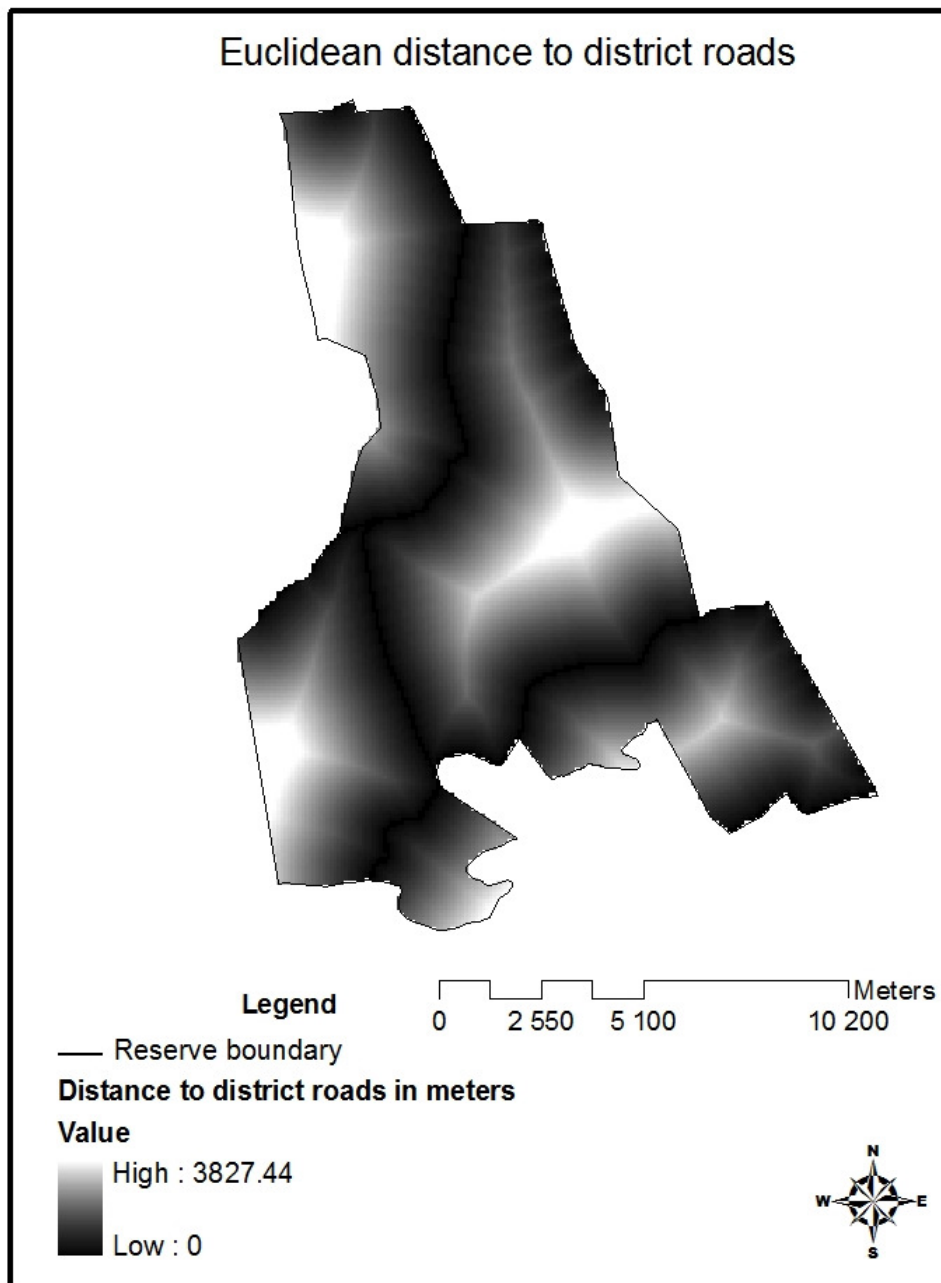 Euclidean distance to district roads
Meters
0 2 550 5 100 10 200
Legend
Reserve boundary
Distance to district roads in meters
Value
High : 3827.44
Low : 0
N
W E
S